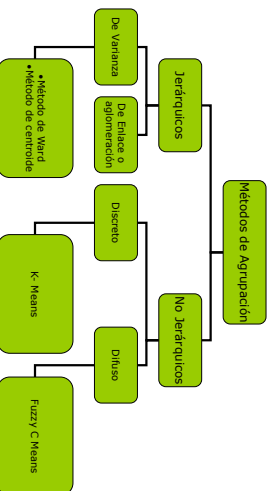 Métodos de Agrupación
Jerárquicos
No Jerárquicos
De Varianza
De Enlace o
aglomeración
Discreto
Difuso
•Método de Ward
•Método de centroide
K- Means
Fuzzy C Means